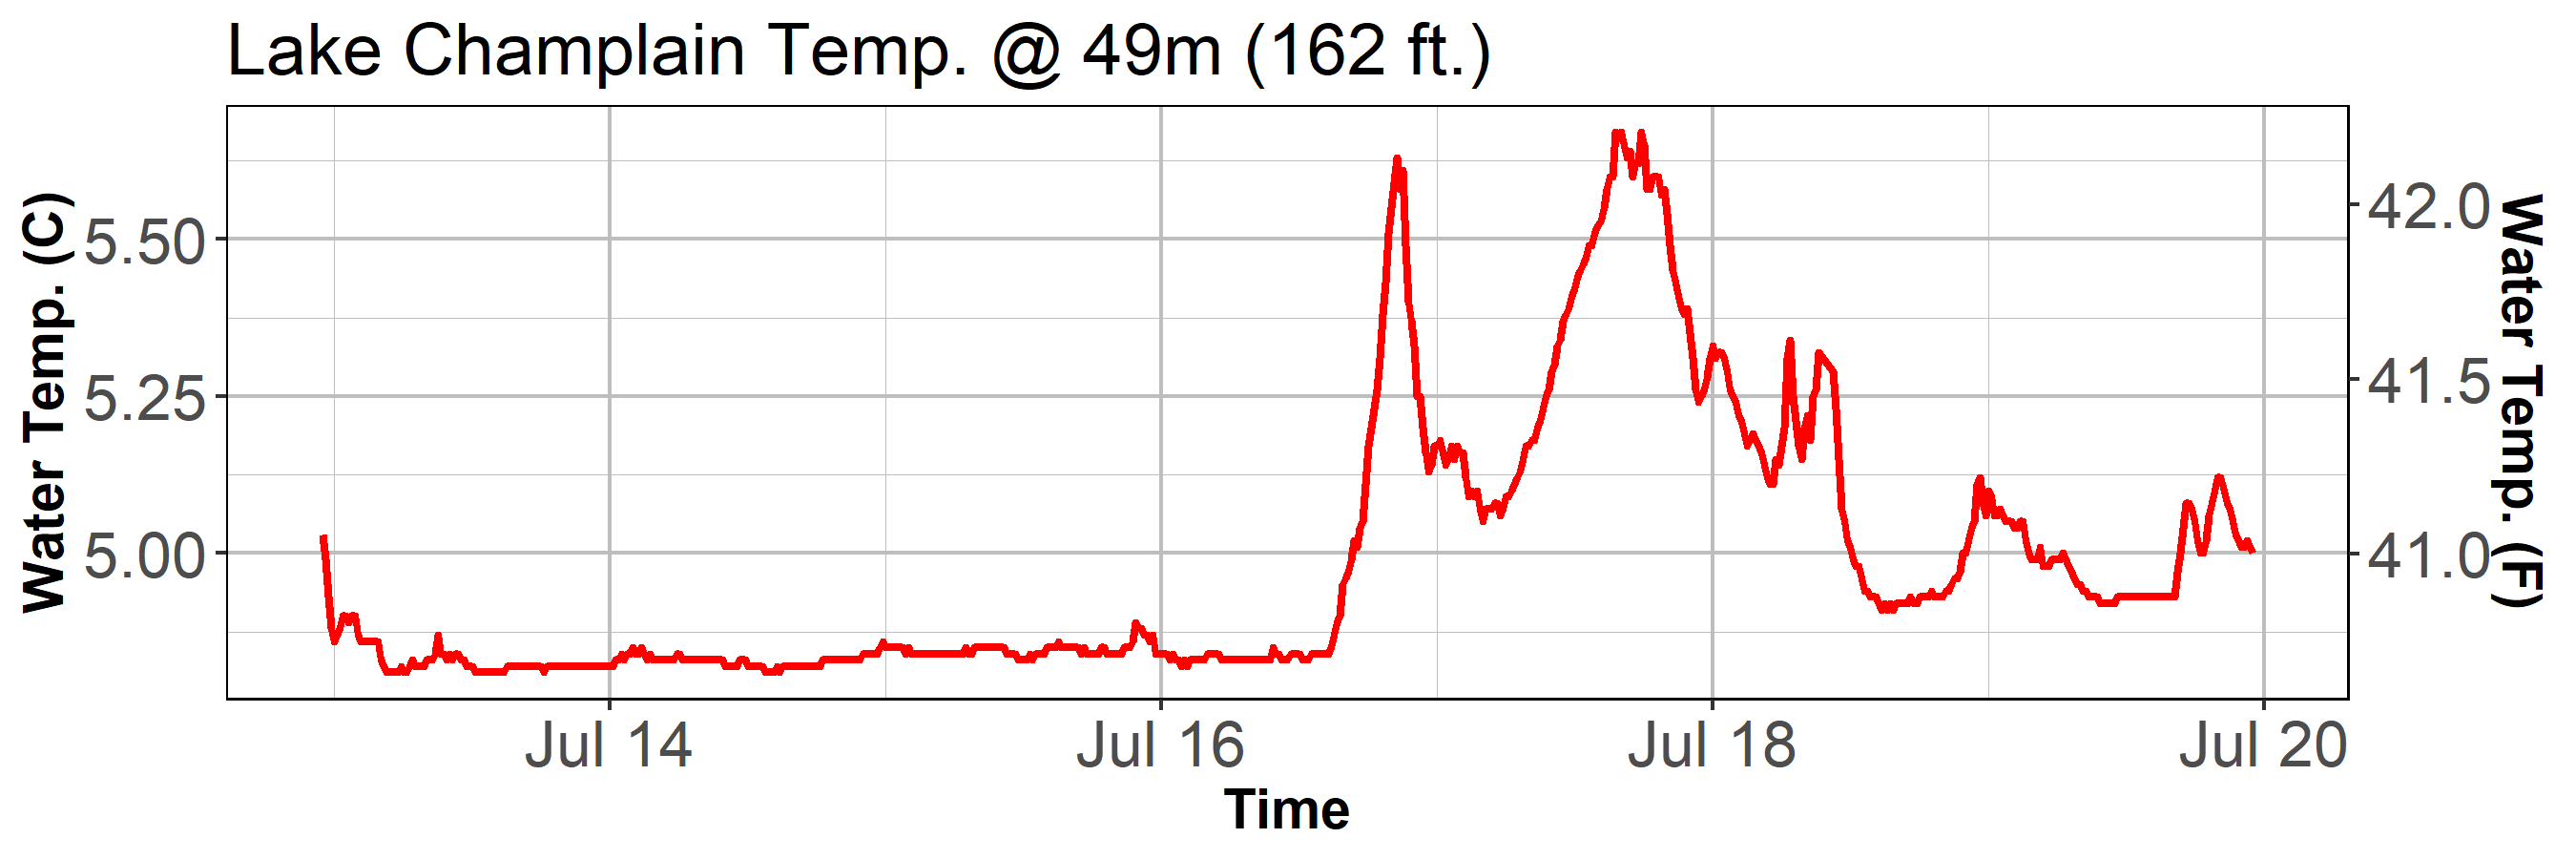 Lake Champlain Temp. @ 49m (162 ft.)
Water Temp. (C)
5.50
5.25
5.00
42.0
41.5
41.0
Water Temp. (F)
Jul 14
Jul 16
Jul 18
Jul 20
Time